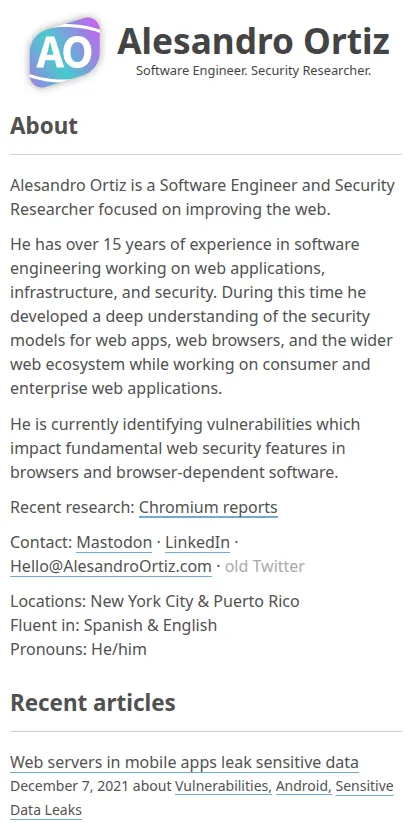 AO
Alesandro Ortiz
Software Engineer. Security Researcher.
About
Alesandro Ortiz is a Software Engineer and Security
Researcher focused on improving the web.
He has over 15 years of experience in software
engineering working on web applications,
infrastructure, and security. During this time he
developed a deep understanding of the security
models for web apps, web browsers, and the wider
web ecosystem while working on consumer and
enterprise web applications.
He is currently identifying vulnerabilities which
impact fundamental web security features in
browsers and browser-dependent software.
Recent research: Chromium reports
Contact: Mastodon · LinkedIn ·
Hello@AlesandroOrtiz.com · old Twitter
Locations: New York City & Puerto Rico
Fluent in: Spanish & English
Pronouns: He/him
Recent articles
Web servers in mobile apps leak sensitive data
December 7, 2021 about Vulnerabilities, Android, Sensitive
Data Leaks